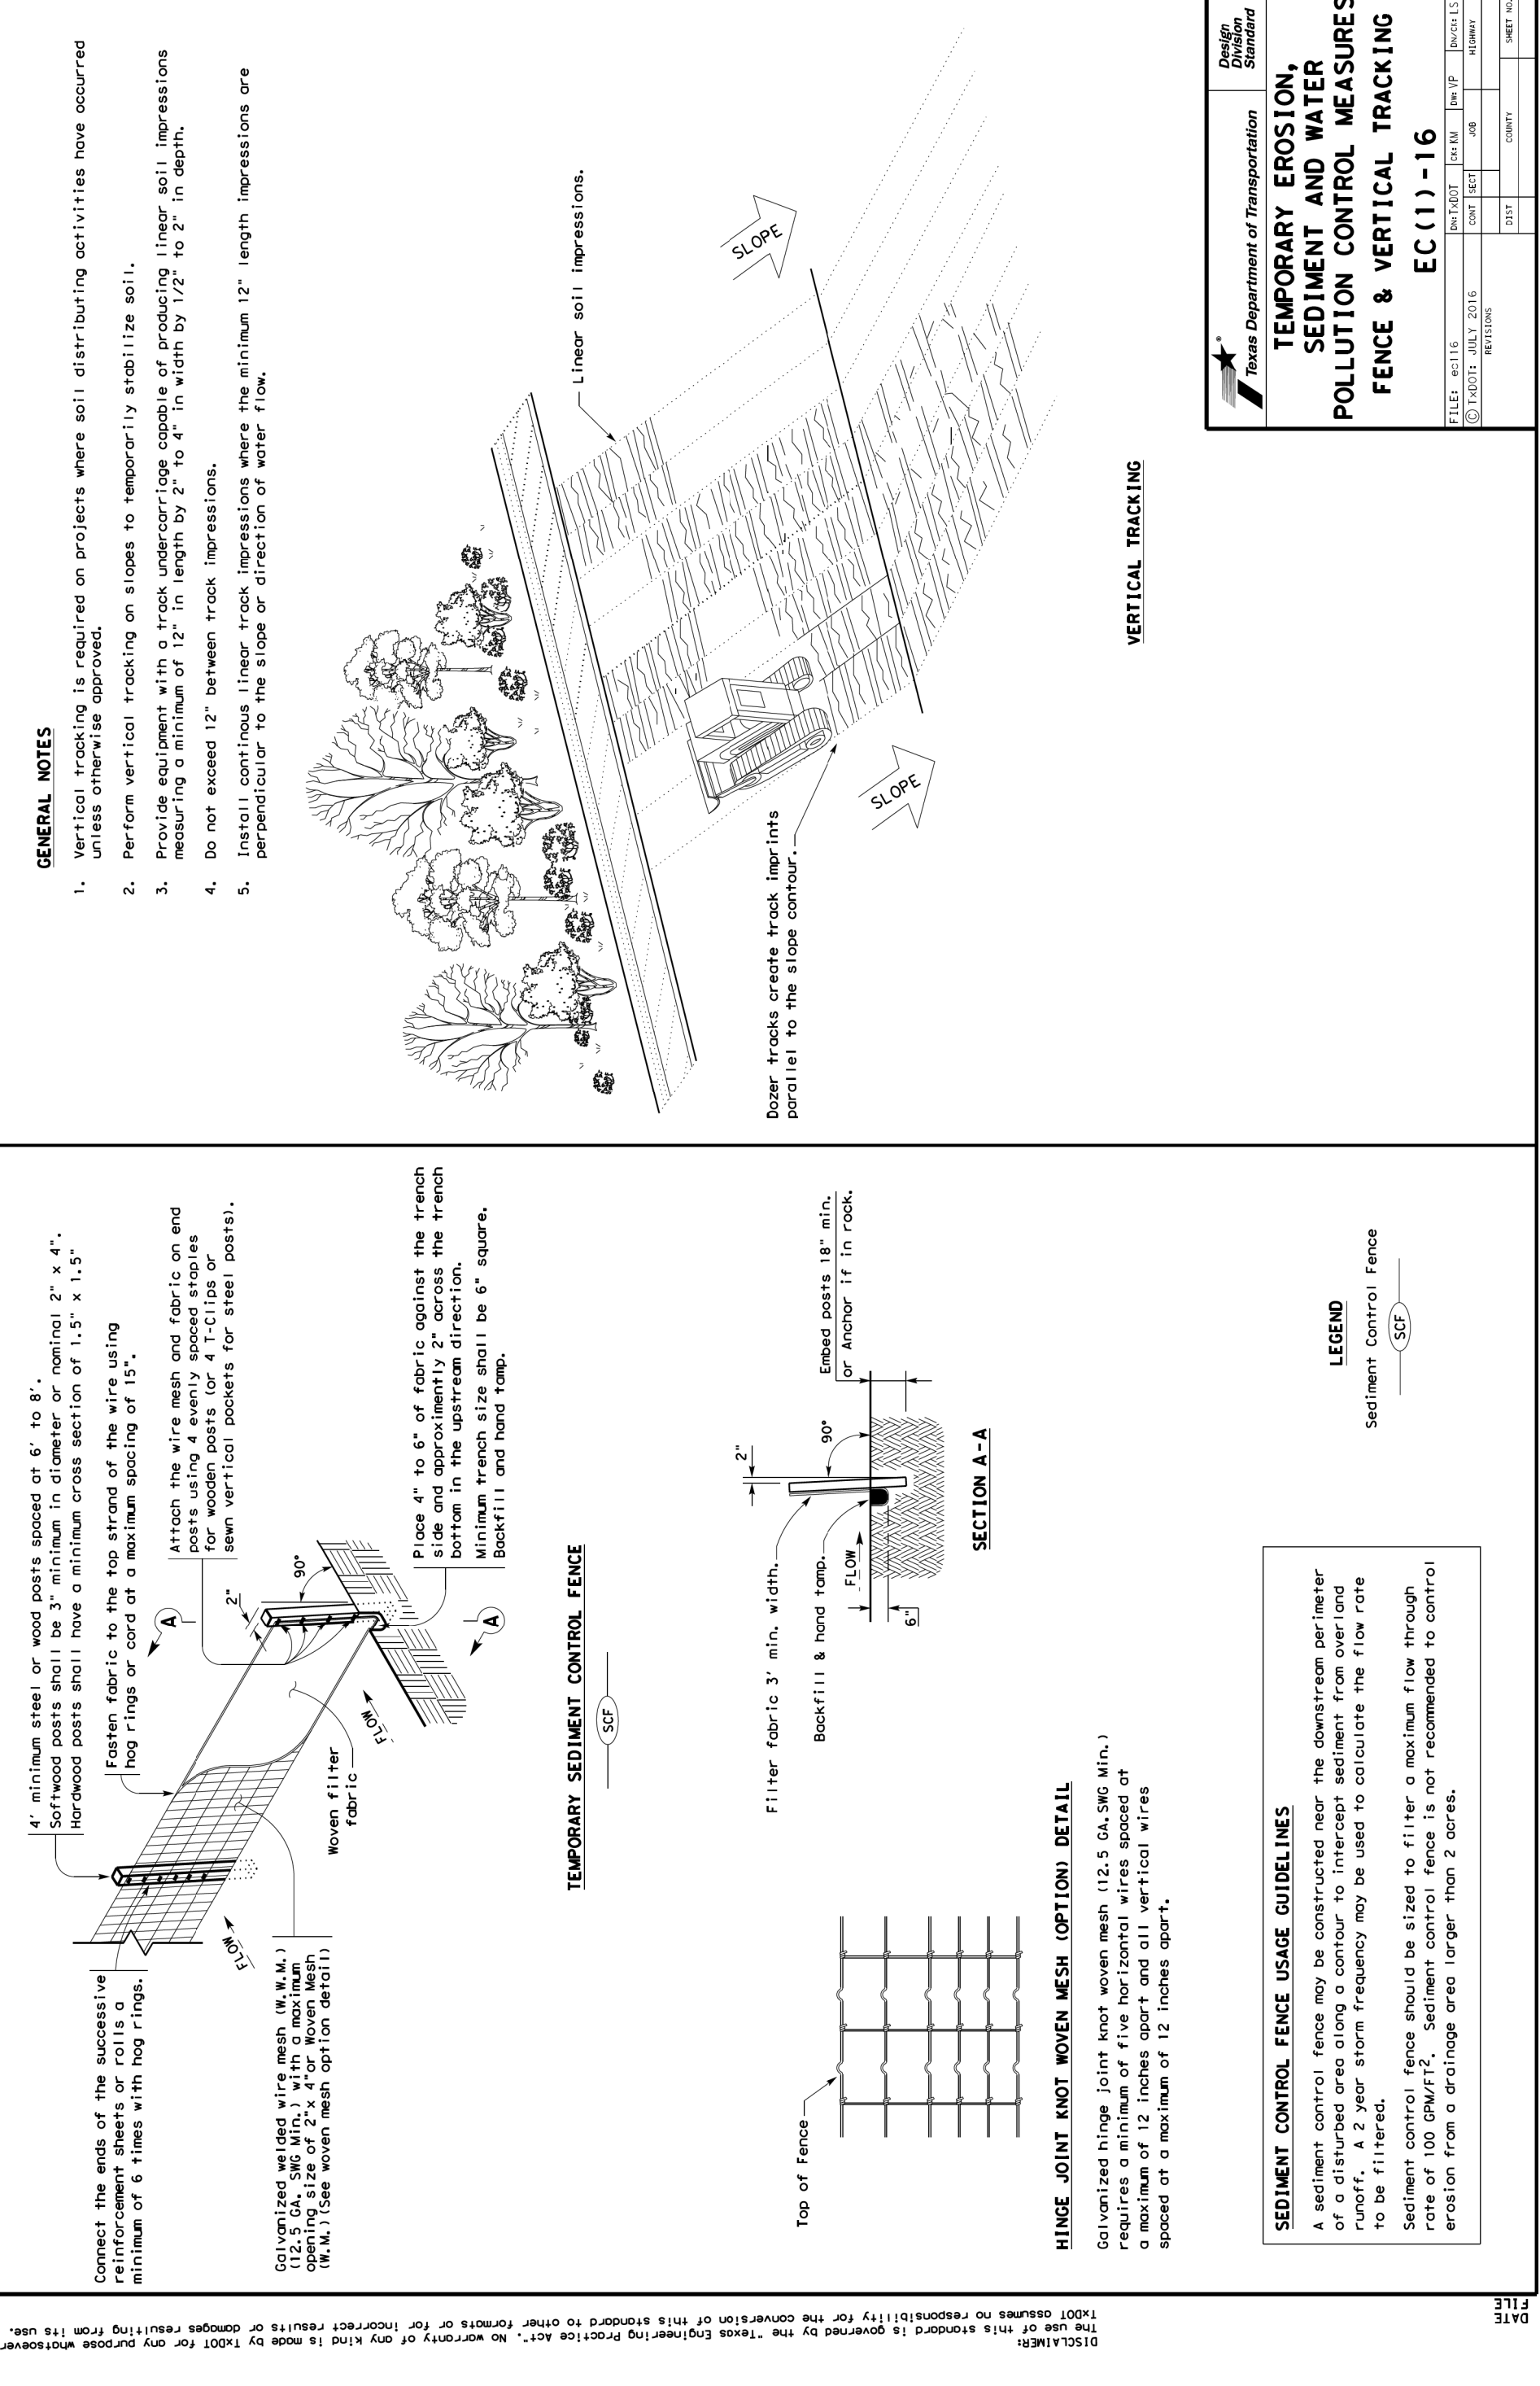 4' minimum steel or wood posts spaced at 6' to 8'.
Softwood posts shall be 3" minimum in diameter or nominal 2" x 4".
Hardwood posts shall have a minimum cross section of 1.5" x 1.5"
Fasten fabric to the top strand of the wire using
hog rings or cord at a maximum spacing of 15".
Attach the wire mesh and fabric on end
posts using 4 evenly spaced staples
for wooden posts (or 4 T-Clips or
sewn vertical pockets for steel posts).
Connect the ends of the successive
reinforcement sheets or rolls a
minimum of 6 times with hog rings.
A
2"
90°
A
FLOW
FLOW
Woven filter
fabric
Galvanized welded wire mesh (W.W.M.)
(12.5 GA. SWG Min.) with a maximum
opening size of 2"x 4"or Woven Mesh
(W.M.)(See woven mesh option detail)
Place 4" to 6" of fabric against the trench
side and approximently 2" across the trench
bottom in the upstream direction.
Minimum trench size shall be 6" square.
Backfill and hand tamp.
TEMPORARY SEDIMENT CONTROL FENCE
SCF
Top of Fence
HINGE JOINT KNOT WOVEN MESH (OPTION) DETAIL
Galvanized hinge joint knot woven mesh (12.5 GA.SWG Min.)
requires a minimum of five horizontal wires spaced at
a maximum of 12 inches apart and all vertical wires
spaced at a maximum of 12 inches apart.
Filter fabric 3' min. width.
Backfill & hand tamp.
FLOW
2"
90°
6"
Embed posts 18" min.
or Anchor if in rock.
SECTION A-A
SEDIMENT CONTROL FENCE USAGE GUIDELINES
A sediment control fence may be constructed near the downstream perimeter
of a disturbed area along a contour to intercept sediment from overland
runoff.  A 2 year storm frequency may be used to calculate the flow rate
to be filtered.
Sediment control fence should be sized to filter a maximum flow through
rate of 100 GPM/FT².  Sediment control fence is not recommended to control
erosion from a drainage area larger than 2 acres.
LEGEND
Sediment Control Fence
SCF
GENERAL NOTES
1. Vertical tracking is required on projects where soil distributing activities have occurred
unless otherwise approved.
2. Perform vertical tracking on slopes to temporarily stabilize soil.
3. Provide equipment with a track undercarriage capable of producing linear soil impressions
measuring a minimum of 12" in length by 2" to 4" in width by 1/2" to 2" in depth.
4. Do not exceed 12" between track impressions.
5. Install continous linear track impressions where the minimum 12" length impressions are
perpendicular to the slope or direction of water flow.
Linear soil impressions.
SLOPE
Dozer tracks create track imprints
parallel to the slope contour.
SLOPE
VERTICAL TRACKING
Texas Department of Transportation
Design
Division
Standard
TEMPORARY EROSION,
SEDIMENT AND WATER
POLLUTION CONTROL MEASURES
FENCE & VERTICAL TRACKING
EC(1)-16
FILE: ec116 DN:TxDOT CK:KM DW:VP DN/CK:LS
© TxDOT: JULY 2016 CONT SECT JOB HIGHWAY
REVISIONS
DIST COUNTY SHEET NO.
DISCLAIMER:
The use of this standard is governed by the "Texas Engineering Practice Act". No warranty of any kind is made by TxDOT for any purpose whatsoever
TxDOT assumes no responsibility for the conversion of this standard to other formats or for incorrect results or damages resulting from its use.
DATE
FILE